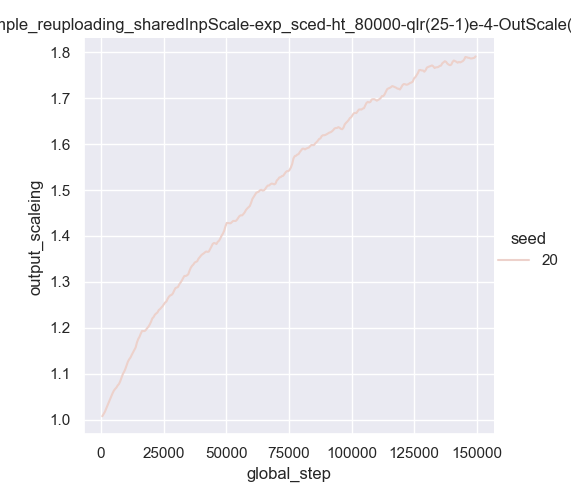 mple_reuploading_sharedInpScale-exp_sced-ht_80000-qlr(25-1)e-4-OutScale(
1.8
1.7
1.6
1.5
1.4
1.3
1.2
1.1
1.0
output_scaleing
0 25000 50000 75000 100000 125000 150000
global_step
seed
20